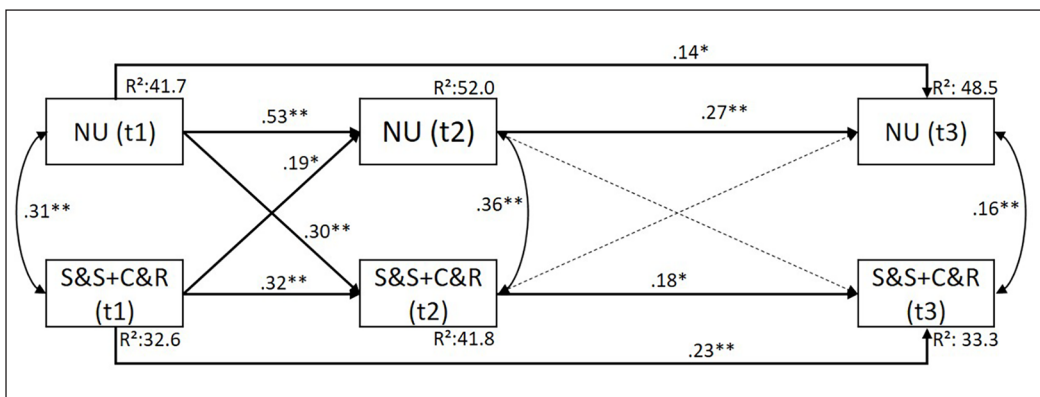 .14*
R²:41.7
R²:52.0
R²: 48.5
NU (t1)
.53**
NU (t2)
.27**
NU (t3)
.19*
.31**
.36**
.16**
.30**
S&S+C&R
(t1)
.32**
S&S+C&R
(t2)
.18*
S&S+C&R
(t3)
R²:32.6
R²:41.8
R²: 33.3
.23**